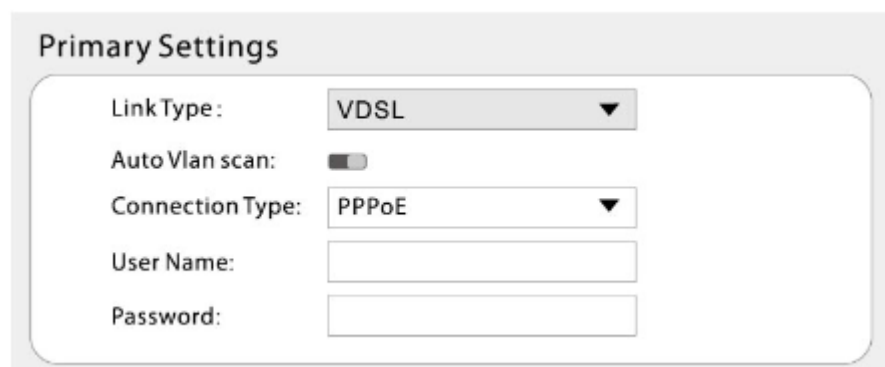 Primary Settings
Link Type: VDSL
Auto Vlan scan:
Connection Type: PPPoE
User Name:
Password: